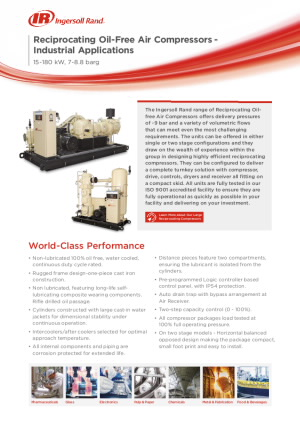 IR Ingersoll Rand
Reciprocating Oil-Free Air Compressors -
Industrial Applications
15-180 kW, 7-8.8 barg
The Ingersoll Rand range of Reciprocating Oil-
free Air Compressors offers delivery pressures
of ~9 bar and a variety of volumetric flows
that can meet even the most challenging
requirements. The units can be offered in either
single or two stage configurations and they
draw on the wealth of experience within the
group in designing highly efficient reciprocating
compressors. They can be configured to deliver
a complete turnkey solution with compressor,
drive, controls, dryers and receiver all fitting on
a compact skid. All units are fully tested in our
ISO 9001 accredited facility to ensure they are
fully operational as quickly as possible in your
facility and delivering on your investment.
Learn More About Our Large
Reciprocating Compressors
World-Class Performance
• Non-lubricated 100% oil free, water cooled,
continuous duty cycle rated.
• Rugged frame design-one-piece cast iron
construction.
• Non lubricated, featuring long-life self-
lubricating composite wearing components.
Rifle drilled oil passage.
• Cylinders constructed with large cast in water
jackets for dimensional stability under
continuous operation.
• Intercoolers/after coolers selected for optimal
approach temperature.
• All internal components and piping are
corrosion protected for extended life.
• Distance pieces feature two compartments,
ensuring the lubricant is isolated from the
cylinders.
• Pre-programmed Logic controller based
control panel, with IP54 protection.
• Auto drain trap with bypass arrangement at
Air Receiver.
• Two-step capacity control (0 - 100%).
• All compressor packages load tested at
100% full operating pressure.
• On two stage models - Horizontal balanced
opposed design making the package compact,
small foot print and easy to install.
Pharmaceuticals Glass Electronics Pulp & Paper Chemicals Metal & Fabrication Food & Beverages